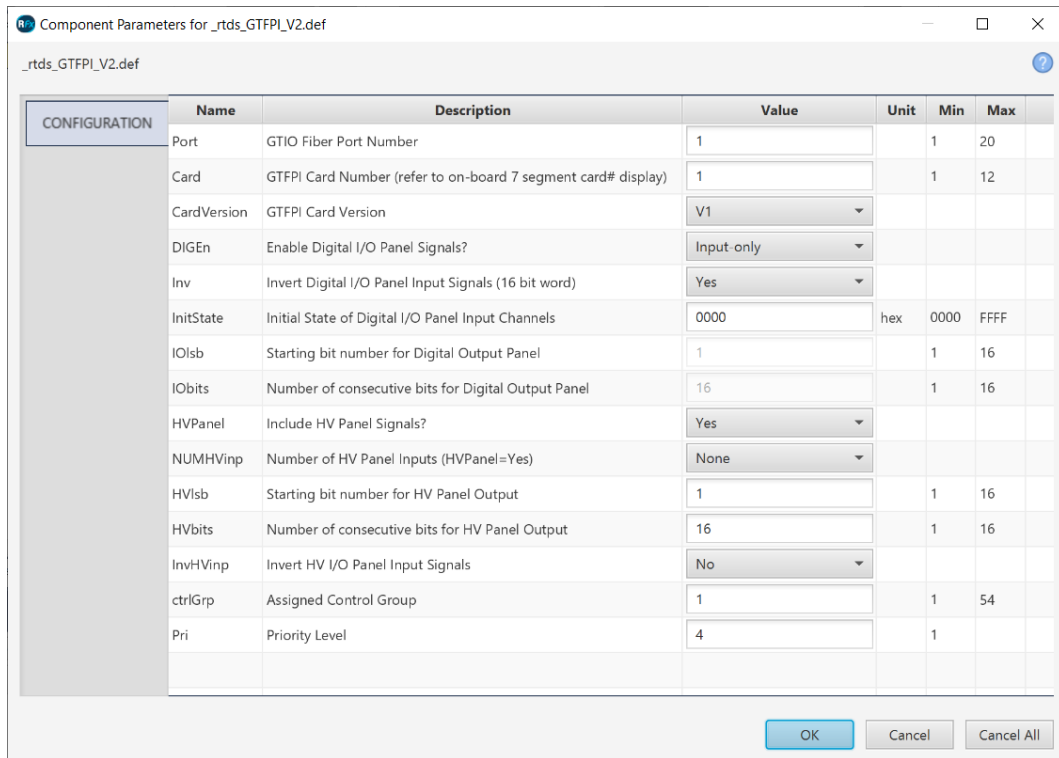 RFx Component Parameters for _rtds_GTFPI_V2.def
_rtds_GTFPI_V2.def ?
CONFIGURATION
Name Description Value Unit Min Max
Port GTIO Fiber Port Number 1 1 20
Card GTFPI Card Number (refer to on-board 7 segment card# display) 1 1 12
CardVersion GTFPI Card Version V1
DIGEn Enable Digital I/O Panel Signals? Input-only
Inv Invert Digital I/O Panel Input Signals (16 bit word) Yes
InitState Initial State of Digital I/O Panel Input Channels 0000 hex 0000 FFFF
IOlsb Starting bit number for Digital Output Panel 1 1 16
IObits Number of consecutive bits for Digital Output Panel 16 1 16
HVPanel Include HV Panel Signals? Yes
NUMHVinp Number of HV Panel Inputs (HVPanel=Yes) None
HVlsb Starting bit number for HV Panel Output 1 1 16
HVbits Number of consecutive bits for HV Panel Output 16 1 16
InvHVinp Invert HV I/O Panel Input Signals No
ctrlGrp Assigned Control Group 1 1 54
Pri Priority Level 4 1
OK Cancel Cancel All